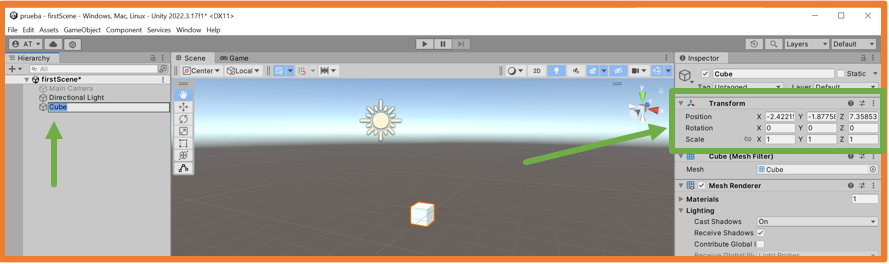 prueba - firstScene - Windows, Mac, Linux - Unity 2022.3.17f1* <DX11>
File Edit Assets GameObject Component Services Window Help
AT Layers Default
Hierarchy Scene Game Inspector
All Center Local 2D Cube Static
firstScene* Tag Untagged Layer Default
Main Camera
Directional Light
Cube
Transform
Position X -2.4221 Y -1.8775 Z 7.35853
Rotation X 0 Y 0 Z 0
Scale X 1 Y 1 Z 1
Cube (Mesh Filter)
Mesh Cube
Mesh Renderer
Materials 1
Lighting
Cast Shadows On
Receive Shadows
Contribute Global I
Receive Global Illu Light Probes